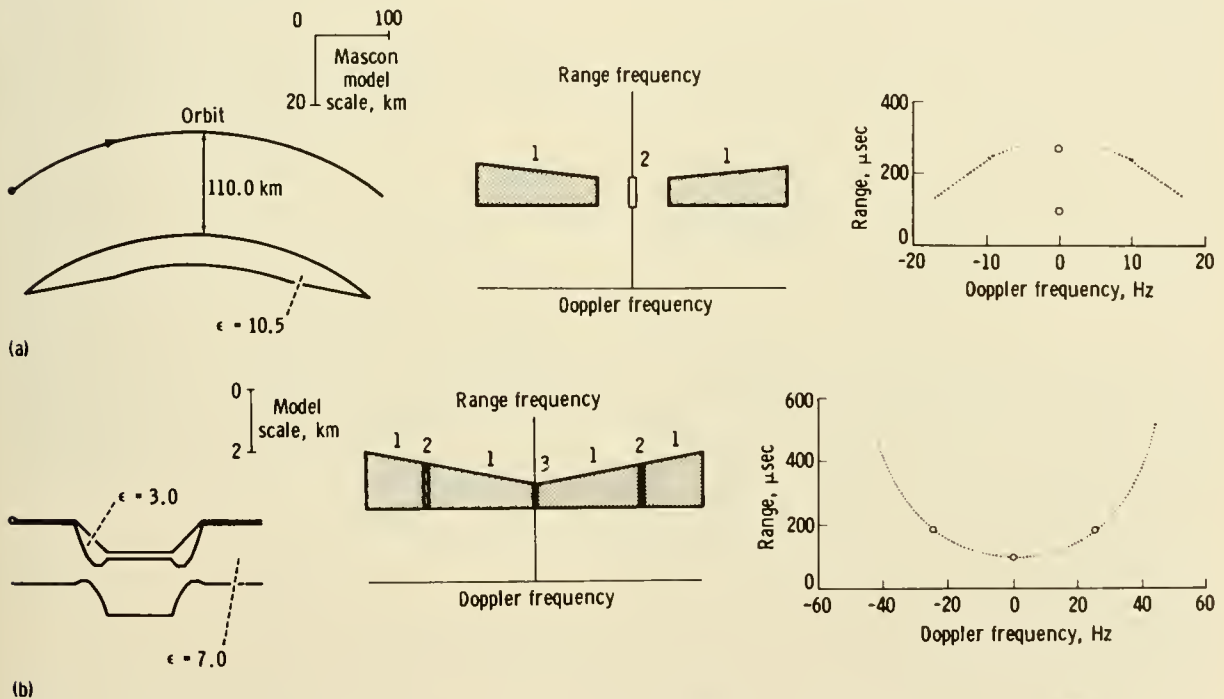 0 100
Mascon
model
scale, km
20
Orbit
110.0 km
ϵ = 10.5
(a)
Range frequency
1 2 1
Doppler frequency
Range, μsec
400
200
0
-20 -10 0 10 20
Doppler frequency, Hz
0
Model
scale, km
2
ϵ = 3.0
ϵ = 7.0
(b)
Range frequency
1 2 1 3 1 2 1
Doppler frequency
Range, μsec
600
400
200
0
-60 -40 -20 0 20 40 60
Doppler frequency, Hz